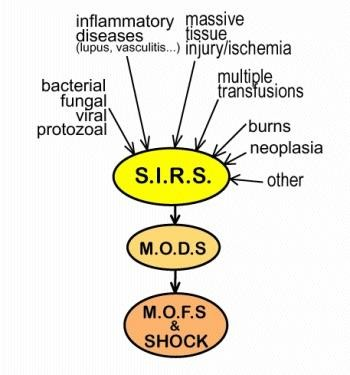 inflammatory
diseases
(lupus, vasculitis...)
massive
tissue
injury/ischemia
bacterial
fungal
viral
protozoal
multiple
transfusions
burns
neoplasia
other
S.I.R.S.
M.O.D.S
M.O.F.S
&
SHOCK